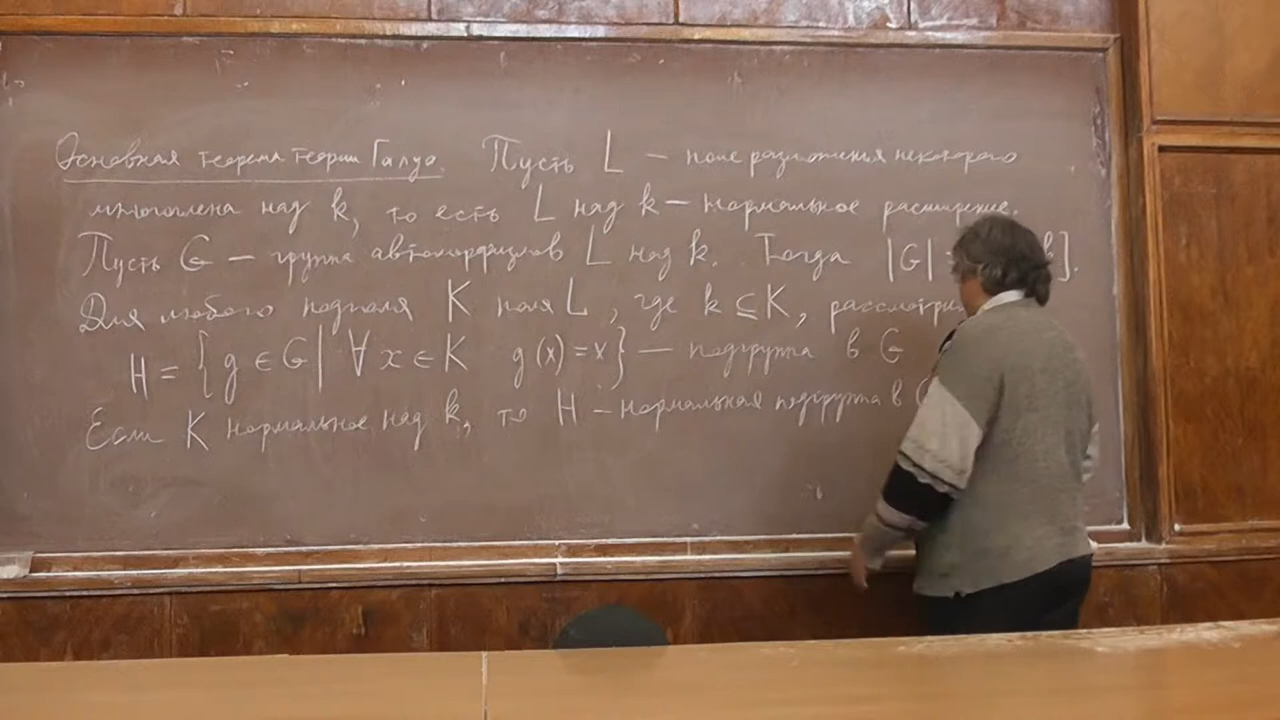 Основная теорема теории Галуа. Пусть L — поле разложения некоторого
многочлена над k, то есть L над k — нормальное расширение.
Пусть G — группа автоморфизмов L над k. Тогда |G| k].
Для любого подполя K поля L, где k ⊆ K,
H = {g ∈ G | ∀ x ∈ K g(x) = x} — подгруппа в G
Если K нормальное над k, то H — нормальная подгруппа в